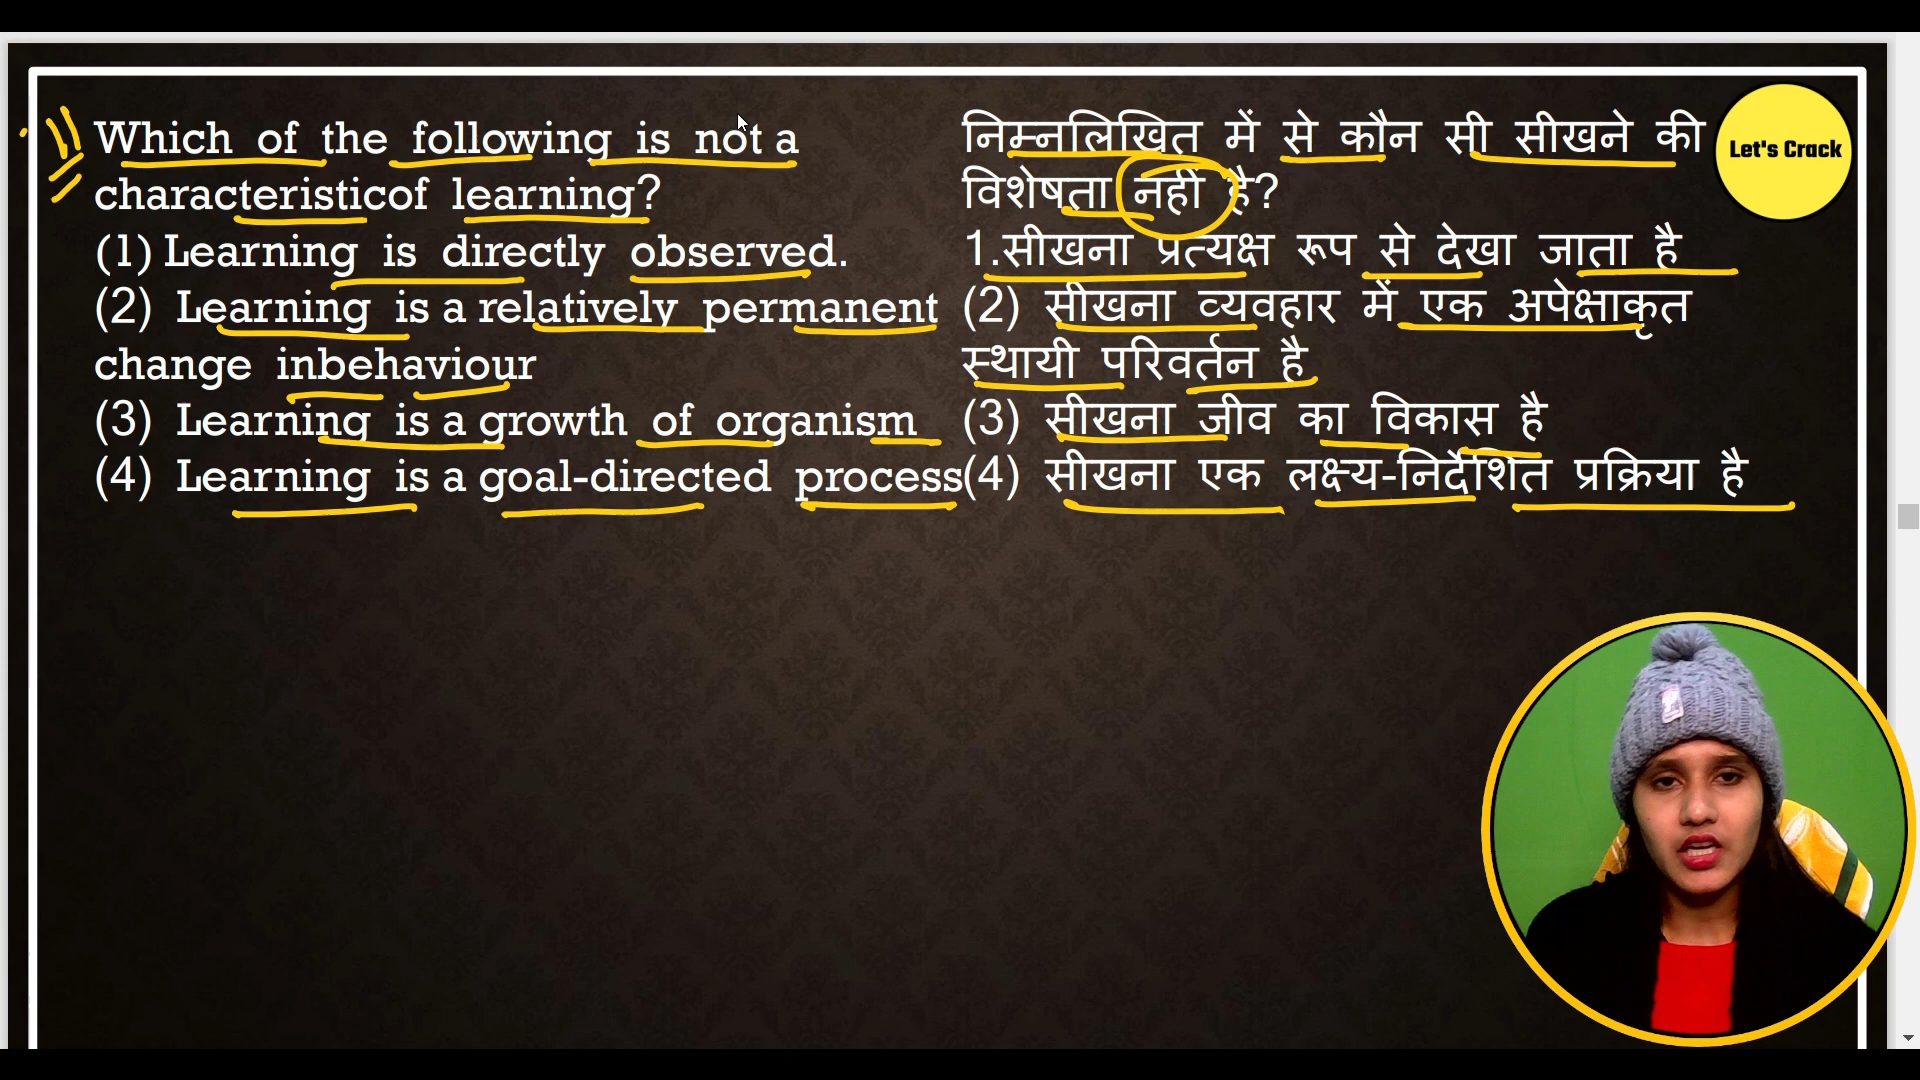 Which of the following is not a
characteristicof learning?
(1) Learning is directly observed.
(2) Learning is a relatively permanent
change inbehaviour
(3) Learning is a growth of organism
(4) Learning is a goal-directed process
निम्नलिखित में से कौन सी सीखने की
विशेषता नहीं है?
1.सीखना प्रत्यक्ष रूप से देखा जाता है
(2) सीखना व्यवहार में एक अपेक्षाकृत
स्थायी परिवर्तन है
(3) सीखना जीव का विकास है
(4) सीखना एक लक्ष्य-निर्देशित प्रक्रिया है
Let's Crack